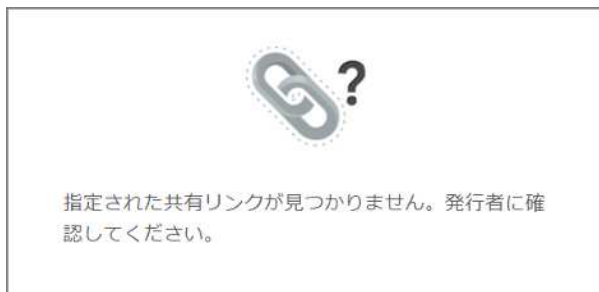 ?
指定された共有リンクが見つかりません。発行者に確
認してください。